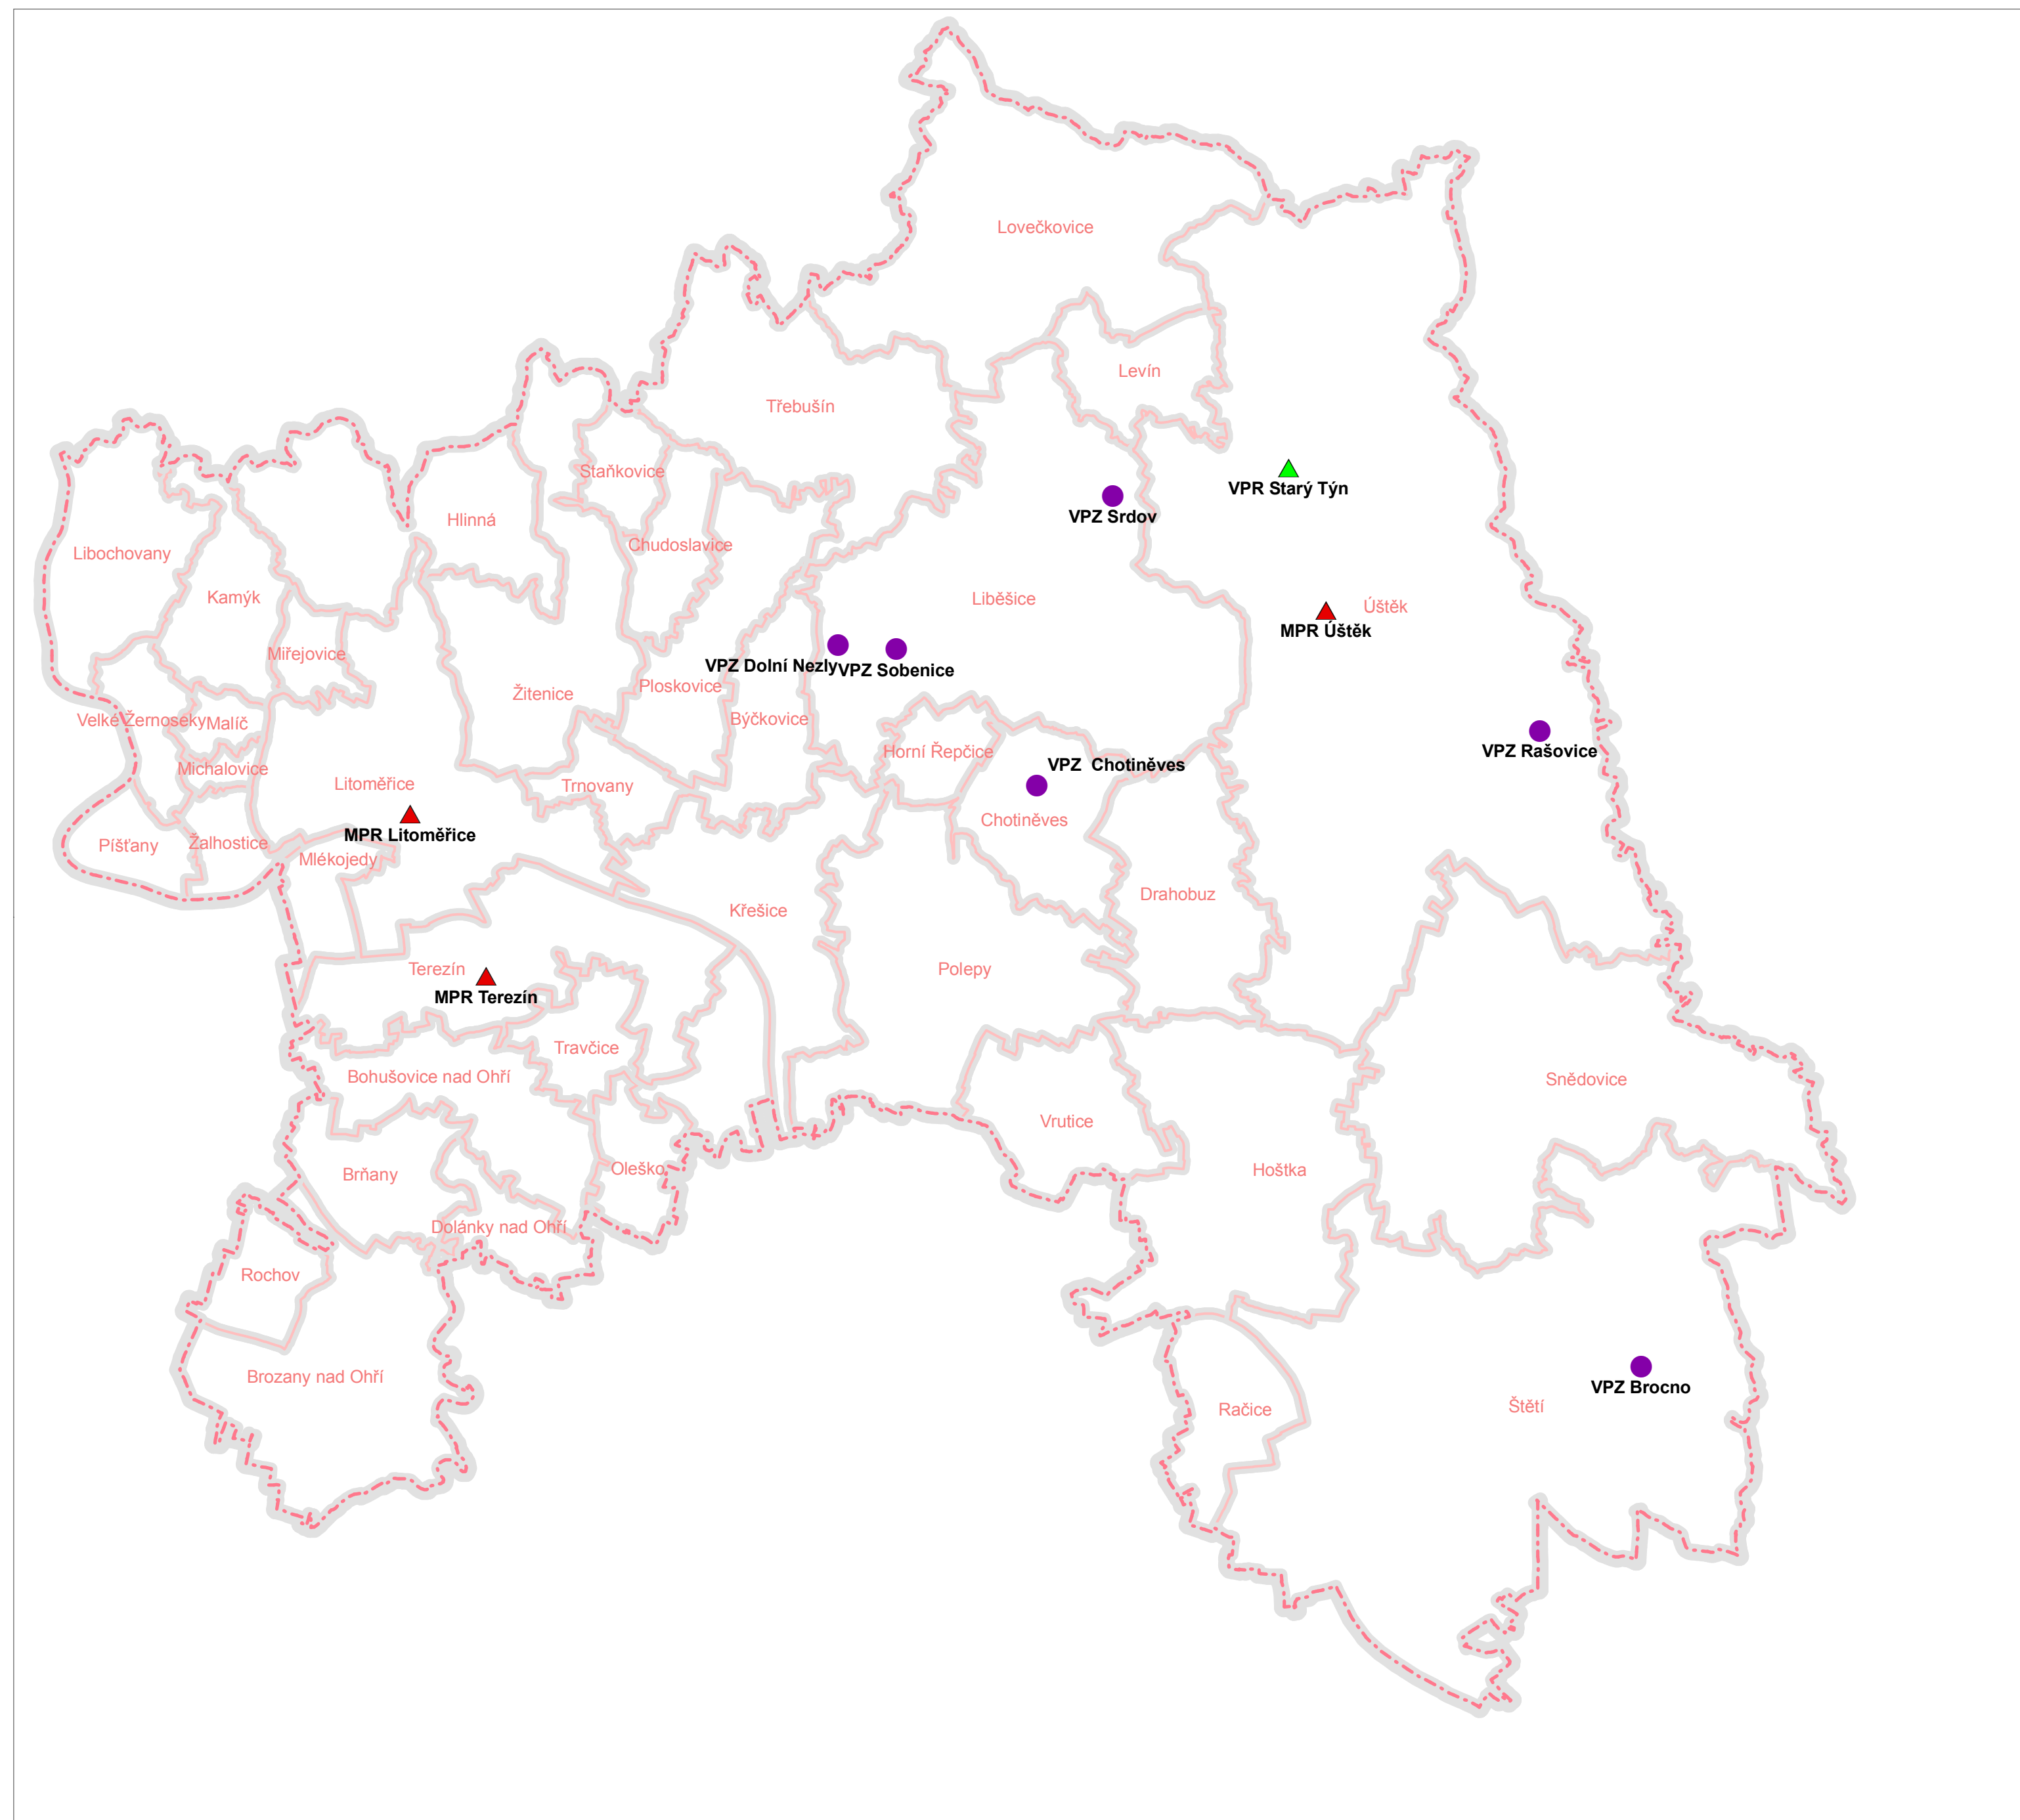 Lovečkovice
Levín
Třebušín
Staňkovice
VPR Starý Týn
VPZ Srdov
Hlinná
Chudoslavice
Libochovany
Kamýk
Liběšice
Úštěk
MPR Úštěk
Miřejovice
VPZ Dolní Nezly
VPZ Sobenice
Žitenice
Ploskovice
Velké Žernoseky
Malíč
Býčkovice
Horní Řepčice
VPZ Rašovice
Michalovice
VPZ  Chotiněves
Litoměřice
Trnovany
Chotiněves
MPR Litoměřice
Píšťany
Žalhostice
Mlékojedy
Drahobuz
Křešice
Terezín
Polepy
MPR Terezín
Travčice
Bohušovice nad Ohří
Snědovice
Vrutice
Brňany
Oleško
Hoštka
Dolánky nad Ohří
Rochov
Brozany nad Ohří
VPZ Brocno
Račice
Štětí